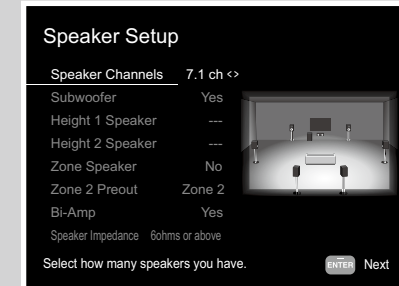 Speaker Setup
Speaker Channels 7.1 ch <>
Subwoofer Yes
Height 1 Speaker ---
Height 2 Speaker ---
Zone Speaker No
Zone 2 Preout Zone 2
Bi-Amp Yes
Speaker Impedance 6ohms or above
Select how many speakers you have. ENTER Next